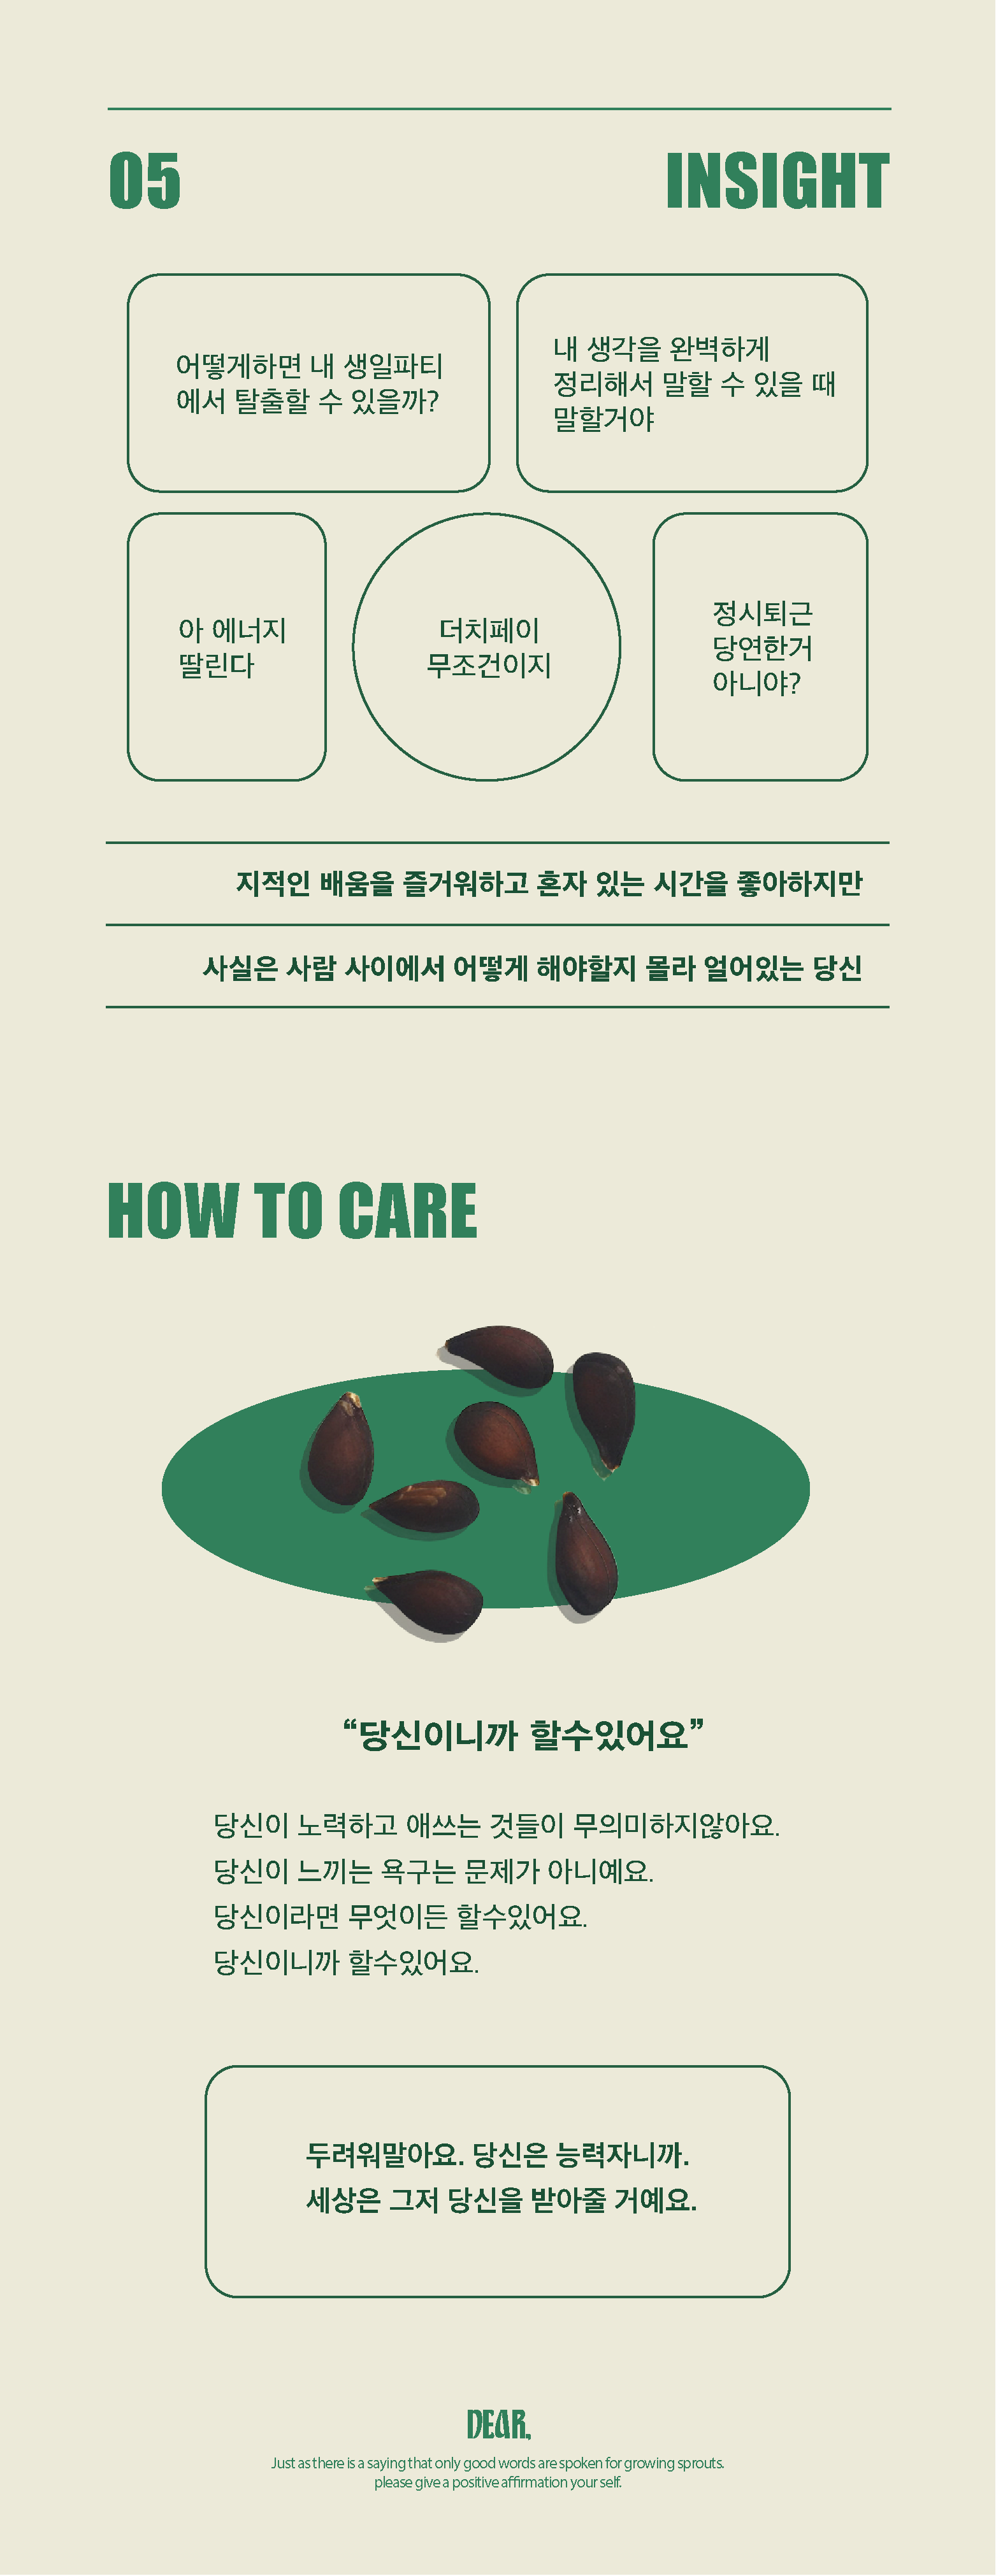 05
INSIGHT
어떻게하면 내 생일파티
에서 탈출할 수 있을까?
내 생각을 완벽하게
정리해서 말할 수 있을 때
말할거야
아 에너지
딸린다
더치페이
무조건이지
정시퇴근
당연한거
아니야?
지적인 배움을 즐거워하고 혼자 있는 시간을 좋아하지만
사실은 사람 사이에서 어떻게 해야할지 몰라 얼어있는 당신
HOW TO CARE
“당신이니까 할수있어요”
당신이 노력하고 애쓰는 것들이 무의미하지않아요.
당신이 느끼는 욕구는 문제가 아니예요.
당신이라면 무엇이든 할수있어요.
당신이니까 할수있어요.
두려워말아요. 당신은 능력자니까.
세상은 그저 당신을 받아줄 거예요.
DEAR,
Just as there is a saying that only good words are spoken for growing sprouts.
please give a positive affirmation your self.